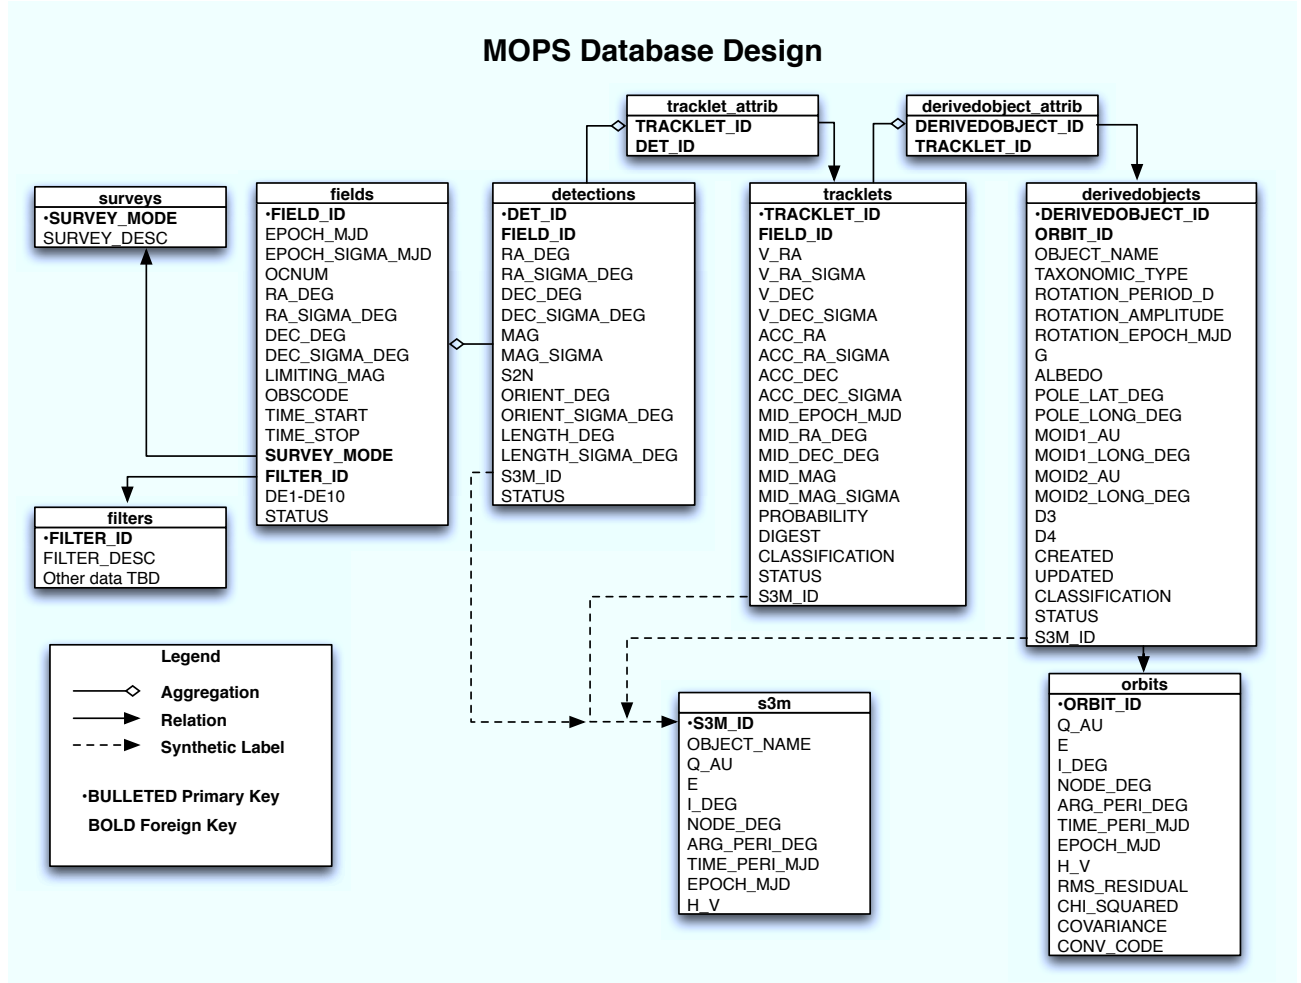 MOPS Database Design
tracklet_attrib
TRACKLET_ID
DET_ID
derivedobject_attrib
DERIVEDOBJECT_ID
TRACKLET_ID
surveys
•SURVEY_MODE
SURVEY_DESC
fields
•FIELD_ID
EPOCH_MJD
EPOCH_SIGMA_MJD
OCNUM
RA_DEG
RA_SIGMA_DEG
DEC_DEG
DEC_SIGMA_DEG
LIMITING_MAG
OBSCODE
TIME_START
TIME_STOP
SURVEY_MODE
FILTER_ID
DE1-DE10
STATUS
detections
•DET_ID
FIELD_ID
RA_DEG
RA_SIGMA_DEG
DEC_DEG
DEC_SIGMA_DEG
MAG
MAG_SIGMA
S2N
ORIENT_DEG
ORIENT_SIGMA_DEG
LENGTH_DEG
LENGTH_SIGMA_DEG
S3M_ID
STATUS
tracklets
•TRACKLET_ID
FIELD_ID
V_RA
V_RA_SIGMA
V_DEC
V_DEC_SIGMA
ACC_RA
ACC_RA_SIGMA
ACC_DEC
ACC_DEC_SIGMA
MID_EPOCH_MJD
MID_RA_DEG
MID_DEC_DEG
MID_MAG
MID_MAG_SIGMA
PROBABILITY
DIGEST
CLASSIFICATION
STATUS
S3M_ID
derivedobjects
•DERIVEDOBJECT_ID
ORBIT_ID
OBJECT_NAME
TAXONOMIC_TYPE
ROTATION_PERIOD_D
ROTATION_AMPLITUDE
ROTATION_EPOCH_MJD
G
ALBEDO
POLE_LAT_DEG
POLE_LONG_DEG
MOID1_AU
MOID1_LONG_DEG
MOID2_AU
MOID2_LONG_DEG
D3
D4
CREATED
UPDATED
CLASSIFICATION
STATUS
S3M_ID
filters
•FILTER_ID
FILTER_DESC
Other data TBD
Legend
Aggregation
Relation
Synthetic Label
•BULLETED Primary Key
BOLD Foreign Key
s3m
•S3M_ID
OBJECT_NAME
Q_AU
E
I_DEG
NODE_DEG
ARG_PERI_DEG
TIME_PERI_MJD
EPOCH_MJD
H_V
orbits
•ORBIT_ID
Q_AU
E
I_DEG
NODE_DEG
ARG_PERI_DEG
TIME_PERI_MJD
EPOCH_MJD
H_V
RMS_RESIDUAL
CHI_SQUARED
COVARIANCE
CONV_CODE